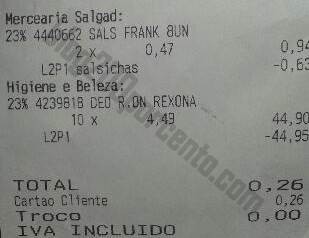 Mercearia Salgad:
23% 4440662 SALS FRANK 8UN
2 x 0,47 0,94
L2P1 salsichas -0,63
Higiene e Beleza:
23% 4239818 DEO R.ON REXONA
10 x 4,49 44,90
L2P1 -44,95
TOTAL 0,26
Cartao Cliente 0,26
Troco 0,00
IVA INCLUIDO